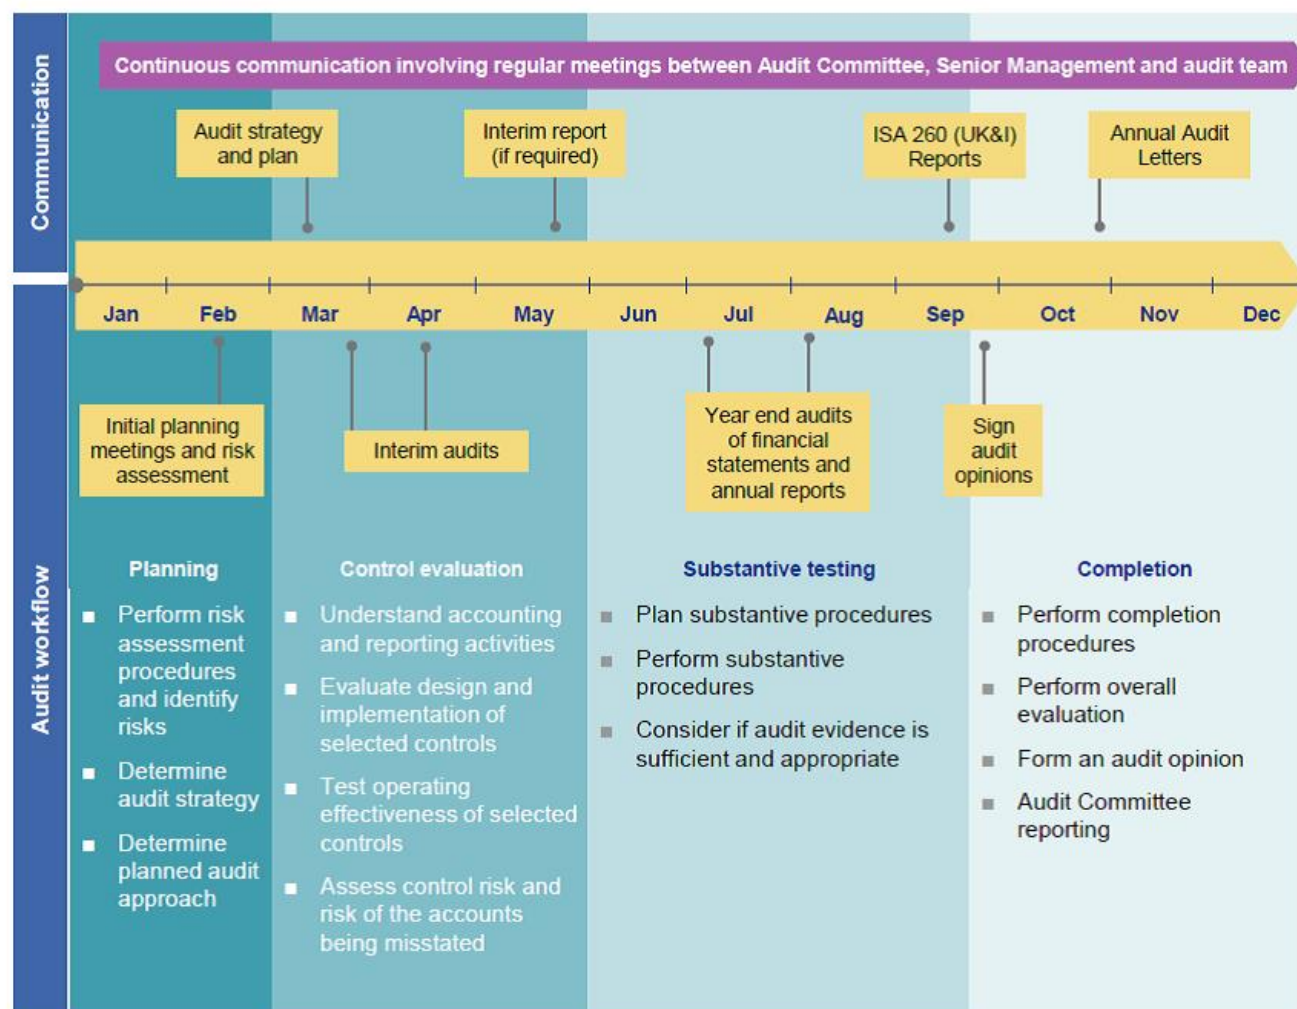 Communication
Continuous communication involving regular meetings between Audit Committee, Senior Management and audit team
Audit strategy
and plan
Interim report
(if required)
ISA 260 (UK&I)
Reports
Annual Audit
Letters
Jan
Feb
Mar
Apr
May
Jun
Jul
Aug
Sep
Oct
Nov
Dec
Audit workflow
Initial planning
meetings and risk
assessment
Interim audits
Year end audits
of financial
statements and
annual reports
Sign
audit
opinions
Planning
Perform risk
assessment
procedures
and identify
risks
Determine
audit strategy
Determine
planned audit
approach
Control evaluation
Understand accounting
and reporting activities
Evaluate design and
implementation of
selected controls
Test operating
effectiveness of selected
controls
Assess control risk and
risk of the accounts
being misstated
Substantive testing
Plan substantive procedures
Perform substantive
procedures
Consider if audit evidence is
sufficient and appropriate
Completion
Perform completion
procedures
Perform overall
evaluation
Form an audit opinion
Audit Committee
reporting